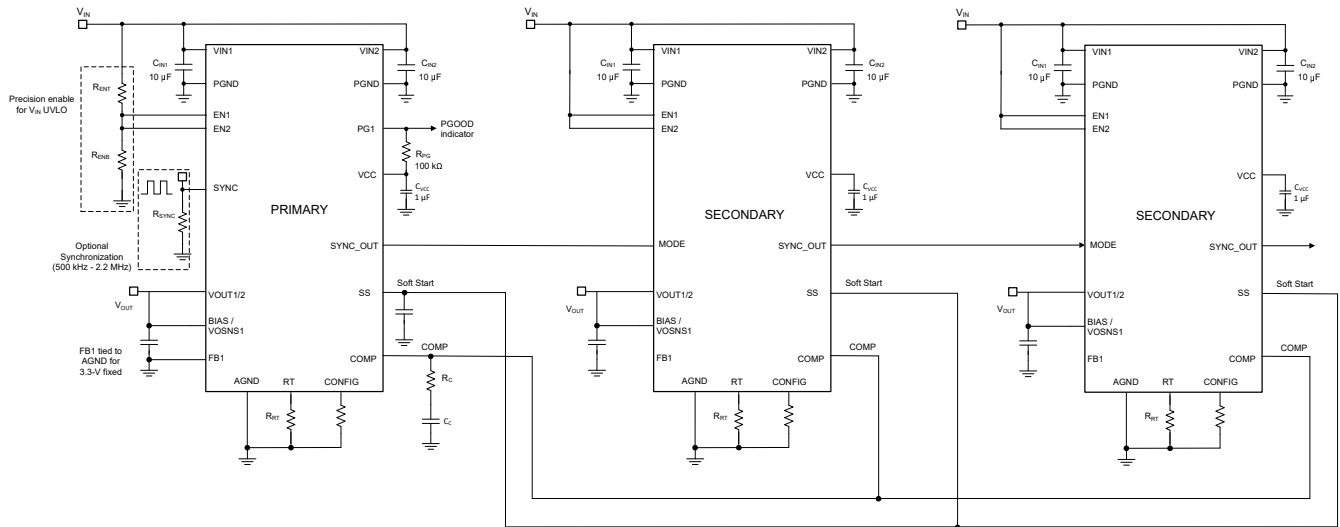 VIN
VIN1
VIN2
CIN1
10 µF
CIN2
10 µF
PGND
PGND
Precision enable
for VIN UVLO
RENT
EN1
EN2
RENB
PG1
PGOOD
indicator
RPG
100 kΩ
VCC
CVCC
1 µF
SYNC
RSYNC
Optional
Synchronization
(500 kHz - 2.2 MHz)
PRIMARY
SYNC_OUT
VOUT
VOUT1/2
SS
Soft Start
BIAS /
VOSNS1
FB1 tied to
AGND for
3.3-V fixed
FB1
COMP
COMP
RC
CC
AGND
RT
CONFIG
RRT
VIN
VIN2
CIN1
10 µF
CIN2
10 µF
PGND
PGND
EN1
EN2
VCC
CVCC
1 µF
SECONDARY
MODE
SYNC_OUT
VOUT
VOUT1/2
SS
Soft Start
BIAS /
VOSNS1
FB1
COMP
COMP
AGND
RT
CONFIG
RRT
VIN
VIN1
VIN2
CIN1
10 µF
CIN2
10 µF
PGND
PGND
EN1
EN2
VCC
CVCC
1 µF
SECONDARY
MODE
SYNC_OUT
VOUT
VOUT1/2
SS
Soft Start
BIAS /
VOSNS1
FB1
COMP
COMP
AGND
RT
CONFIG
RRT